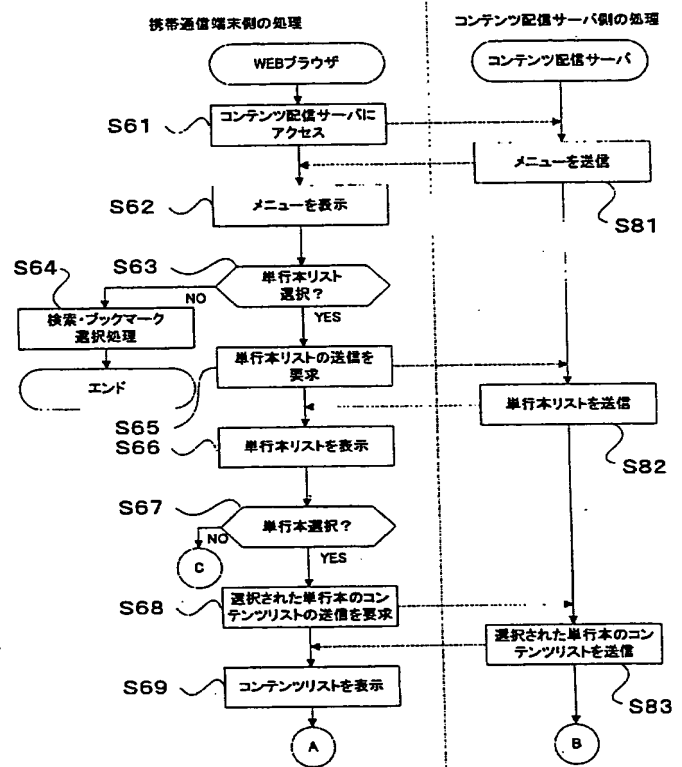 携帯通信端末側の処理
コンテンツ配信サーバ側の処理
WEBブラウザ
コンテンツ配信サーバ
S61
コンテンツ配信サーバに
アクセス
メニューを送信
S81
S62
メニューを表示
S63
単行本リスト
選択?
S64
NO
YES
検索・ブックマーク
選択処理
エンド
S65
単行本リストの送信を
要求
単行本リストを送信
S82
S66
単行本リストを表示
S67
単行本選択?
NO
YES
C
S68
選択された単行本のコン
テンツリストの送信を要求
選択された単行本のコン
テンツリストを送信
S83
S69
コンテンツリストを表示
A
B